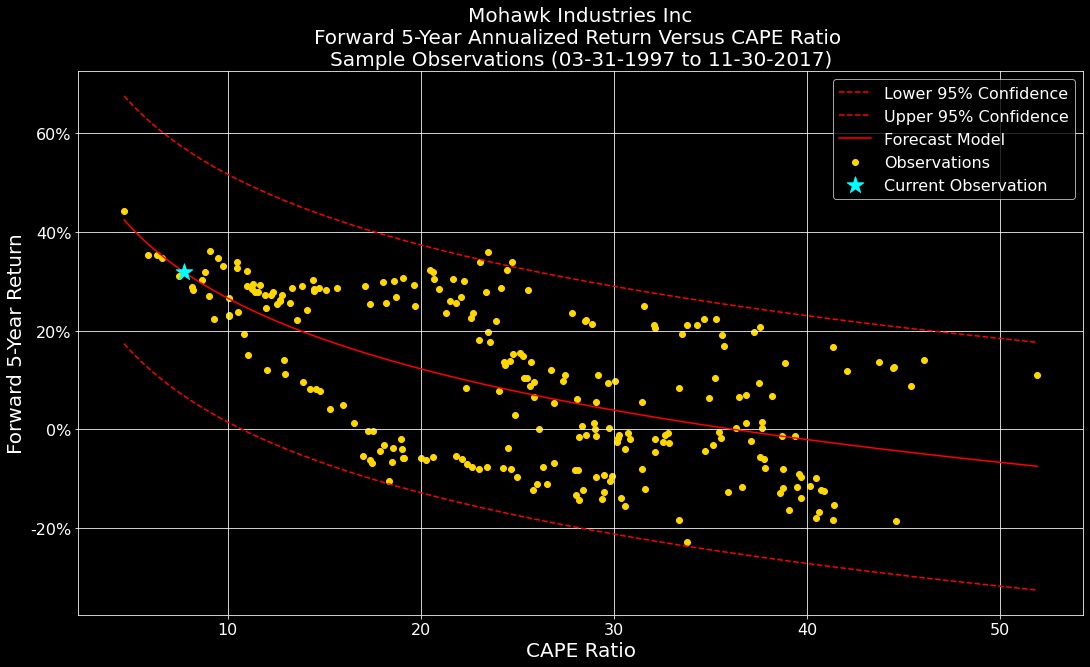 Mohawk Industries Inc
Forward 5-Year Annualized Return Versus CAPE Ratio
Sample Observations (03-31-1997 to 11-30-2017)
Lower 95% Confidence
Upper 95% Confidence
Forecast Model
Observations
Current Observation
Forward 5-Year Return
60%
40%
20%
0%
-20%
10
20
30
40
50
CAPE Ratio